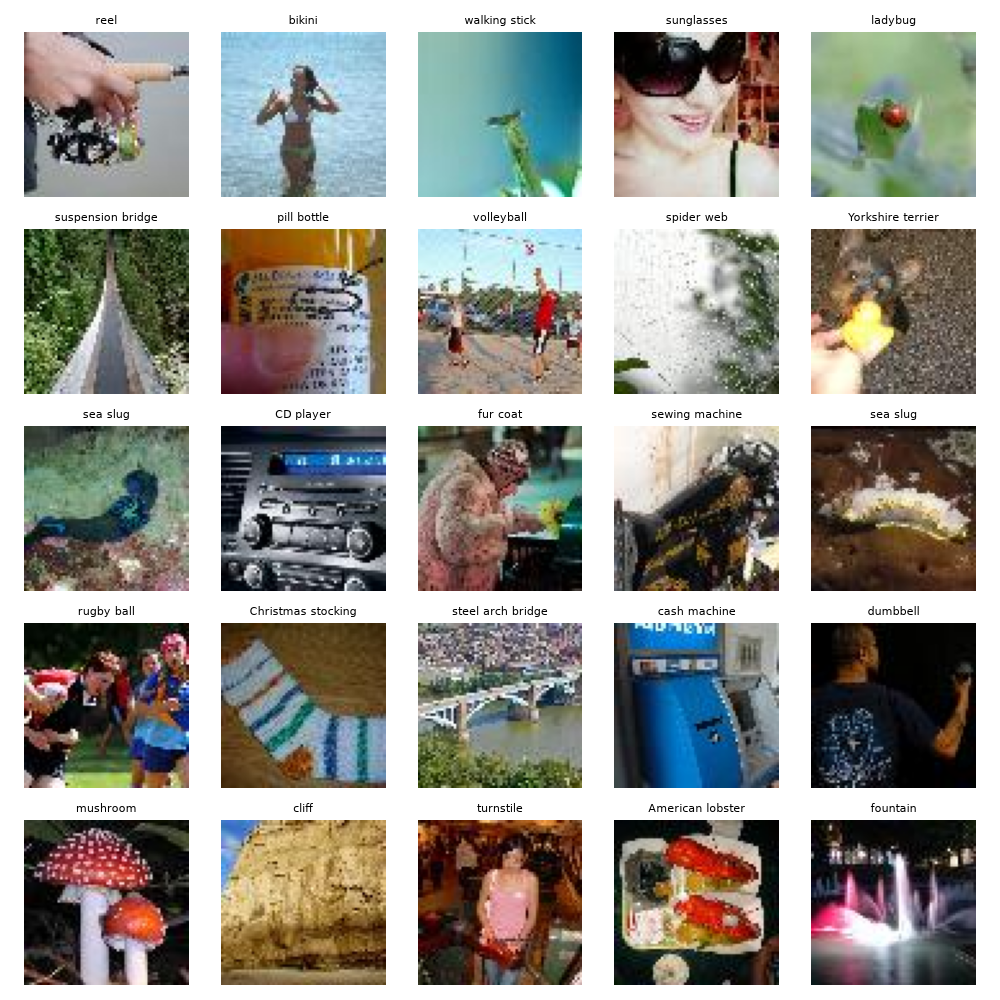 reel
bikini
walking stick
sunglasses
ladybug
suspension bridge
pill bottle
volleyball
spider web
Yorkshire terrier
sea slug
CD player
fur coat
sewing machine
sea slug
rugby ball
Christmas stocking
steel arch bridge
cash machine
dumbbell
mushroom
cliff
turnstile
American lobster
fountain